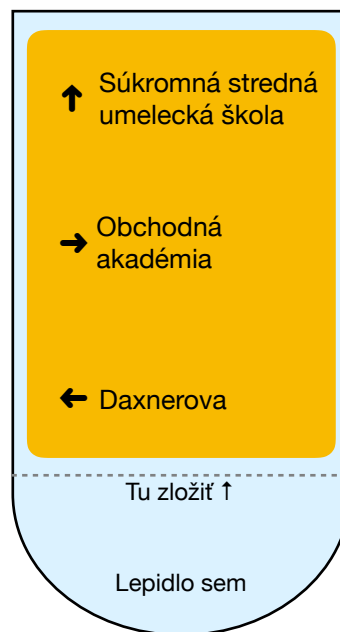 ↑ Súkromná stredná
umelecká škola
→ Obchodná
akadémia
← Daxnerova
Tu zložiť ↑
Lepidlo sem